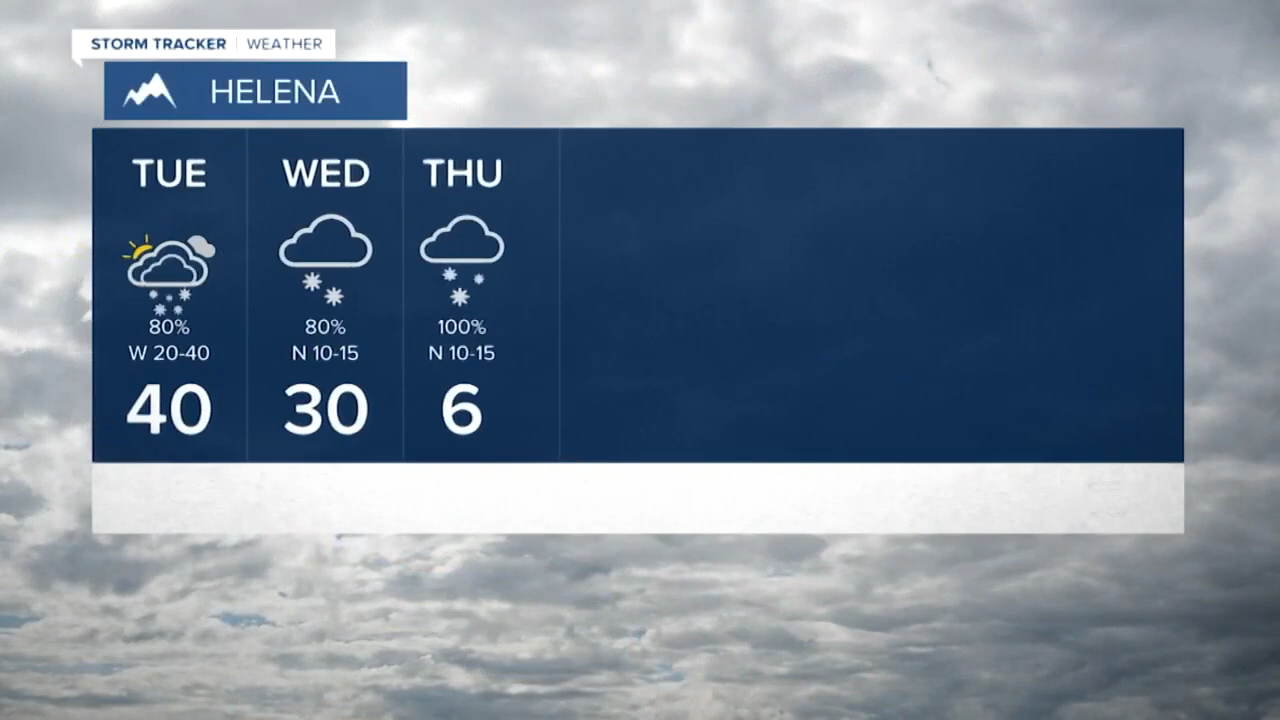 STORM TRACKER | WEATHER
HELENA
TUE
80%
W 20-40
40
WED
80%
N 10-15
30
THU
100%
N 10-15
6